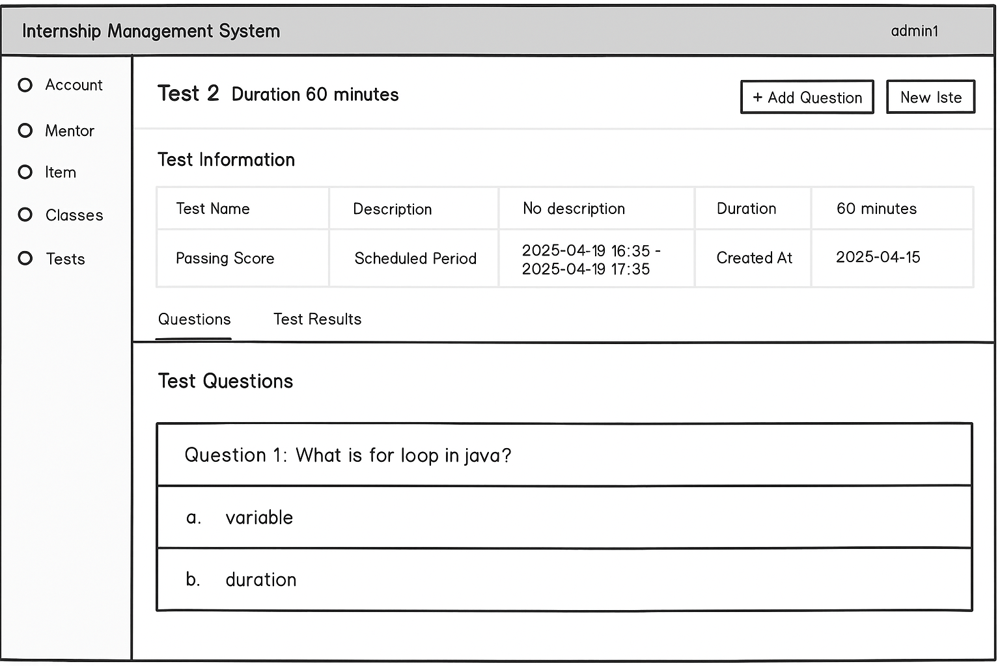 Internship Management System
admin1
Account
Mentor
Item
Classes
Tests
Test 2 Duration 60 minutes
+ Add Question
New Iste
Test Information
Test Name
Description
No description
Duration
60 minutes
Passing Score
Scheduled Period
2025-04-19 16:35 -
2025-04-19 17:35
Created At
2025-04-15
Questions
Test Results
Test Questions
Question 1: What is for loop in java?
a. variable
b. duration